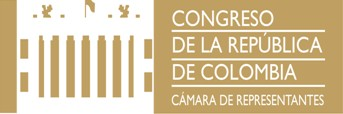 CONGRESO
DE LA REPÚBLICA
DE COLOMBIA
CÁMARA DE REPRESENTANTES